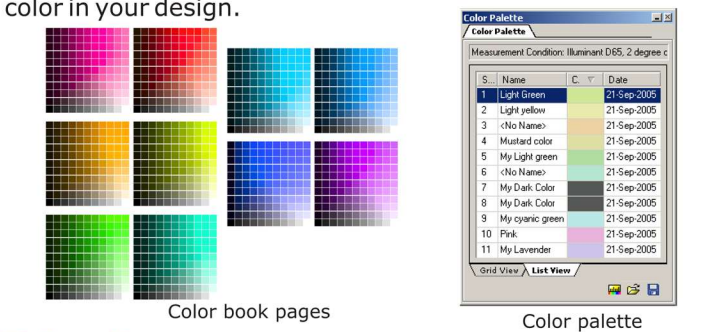 color in your design.
Color book pages
Color Palette
Color Palette
Measurement Condition: Illuminant D65, 2 degree
S... Name C. Date
1 Light Green 21-Sep-2005
2 Light yellow 21-Sep-2005
3 <No Name> 21-Sep-2005
4 Mustard color 21-Sep-2005
5 My Light green 21-Sep-2005
6 <No Name> 21-Sep-2005
7 My Dark Color 21-Sep-2005
8 My Dark Color 21-Sep-2005
9 My cyanic green 21-Sep-2005
10 Pink 21-Sep-2005
11 My Lavender 21-Sep-2005
Grid View List View
Color palette